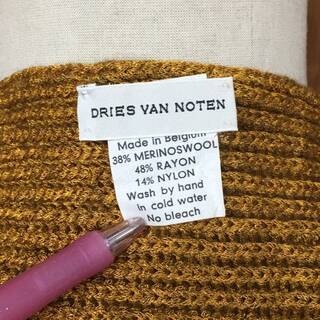 DRIES VAN NOTEN
Made in Belgium
38% MERINOSWOOL
48% RAYON
14% NYLON
Wash by hand
in cold water
No bleach